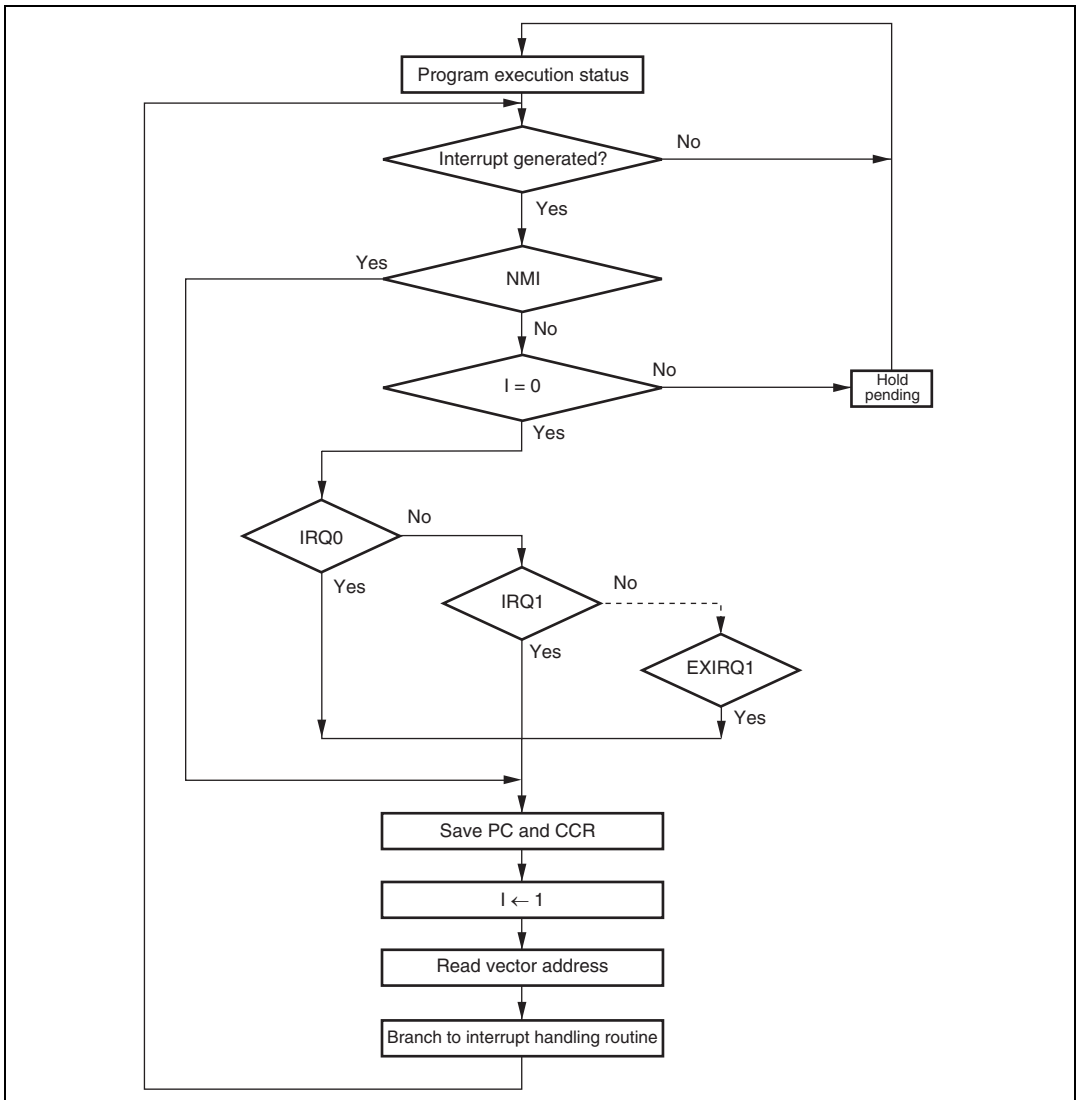 Program execution status
Interrupt generated?
No
Yes
Yes
NMI
No
I = 0
No
Hold
pending
Yes
IRQ0
No
Yes
IRQ1
No
Yes
EXIRQ1
Yes
Save PC and CCR
I ← 1
Read vector address
Branch to interrupt handling routine